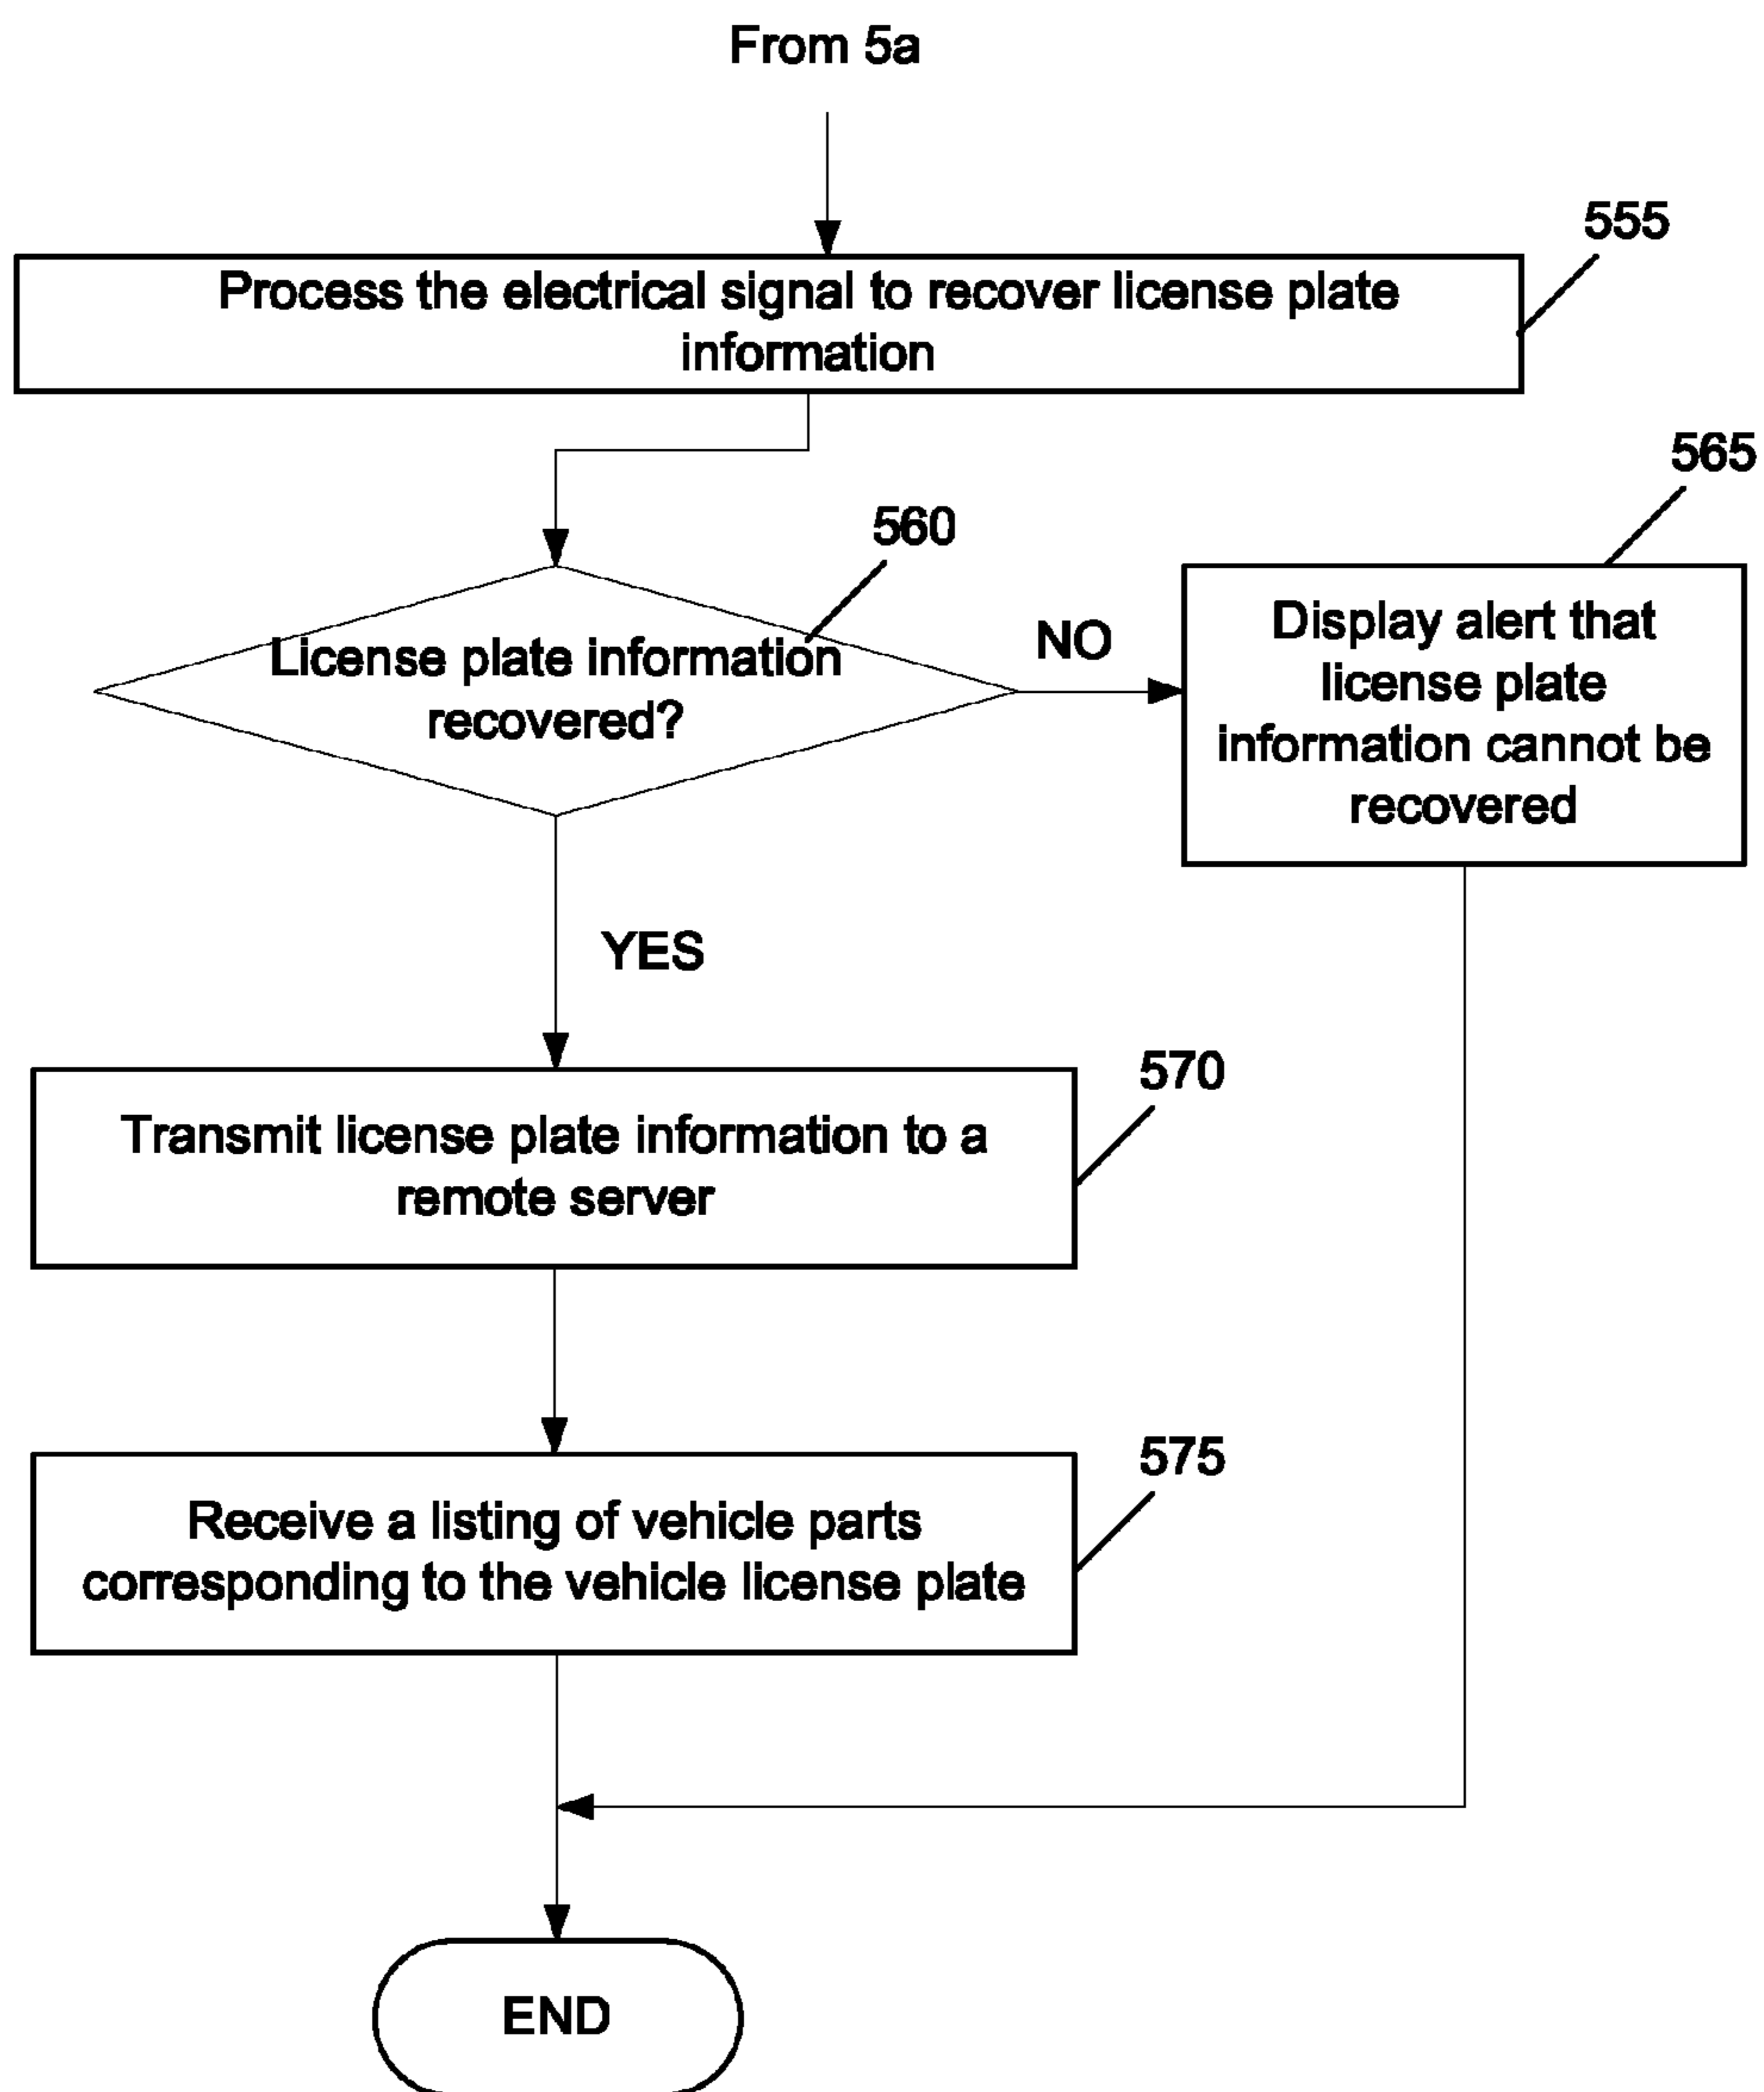 From 5a
555
Process the electrical signal to recover license plate
information
565
560
License plate information
recovered?
NO
Display alert that
license plate
information cannot be
recovered
YES
570
Transmit license plate information to a
remote server
575
Receive a listing of vehicle parts
corresponding to the vehicle license plate
END